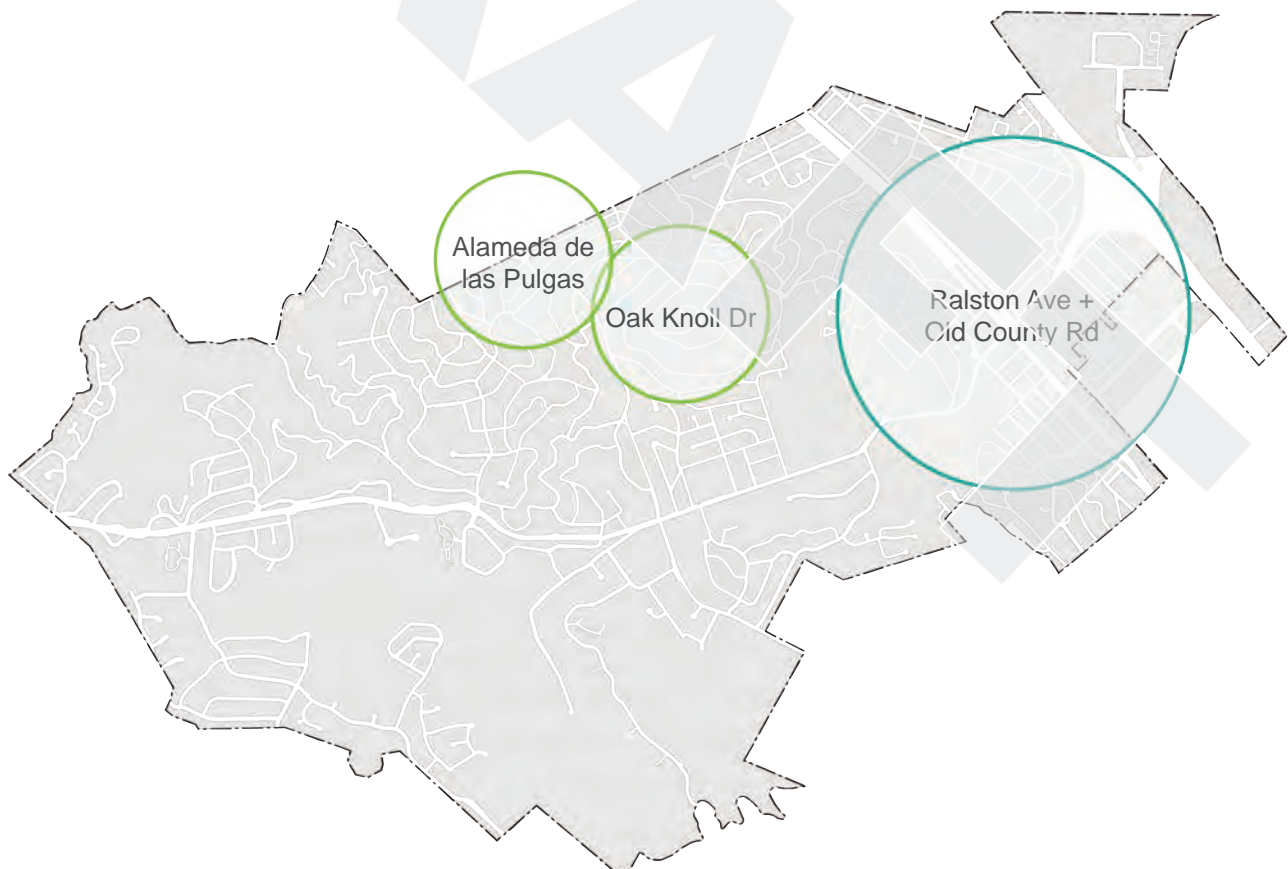 Alameda de
las Pulgas
Oak Knoll Dr
Ralston Ave +
Old County Rd